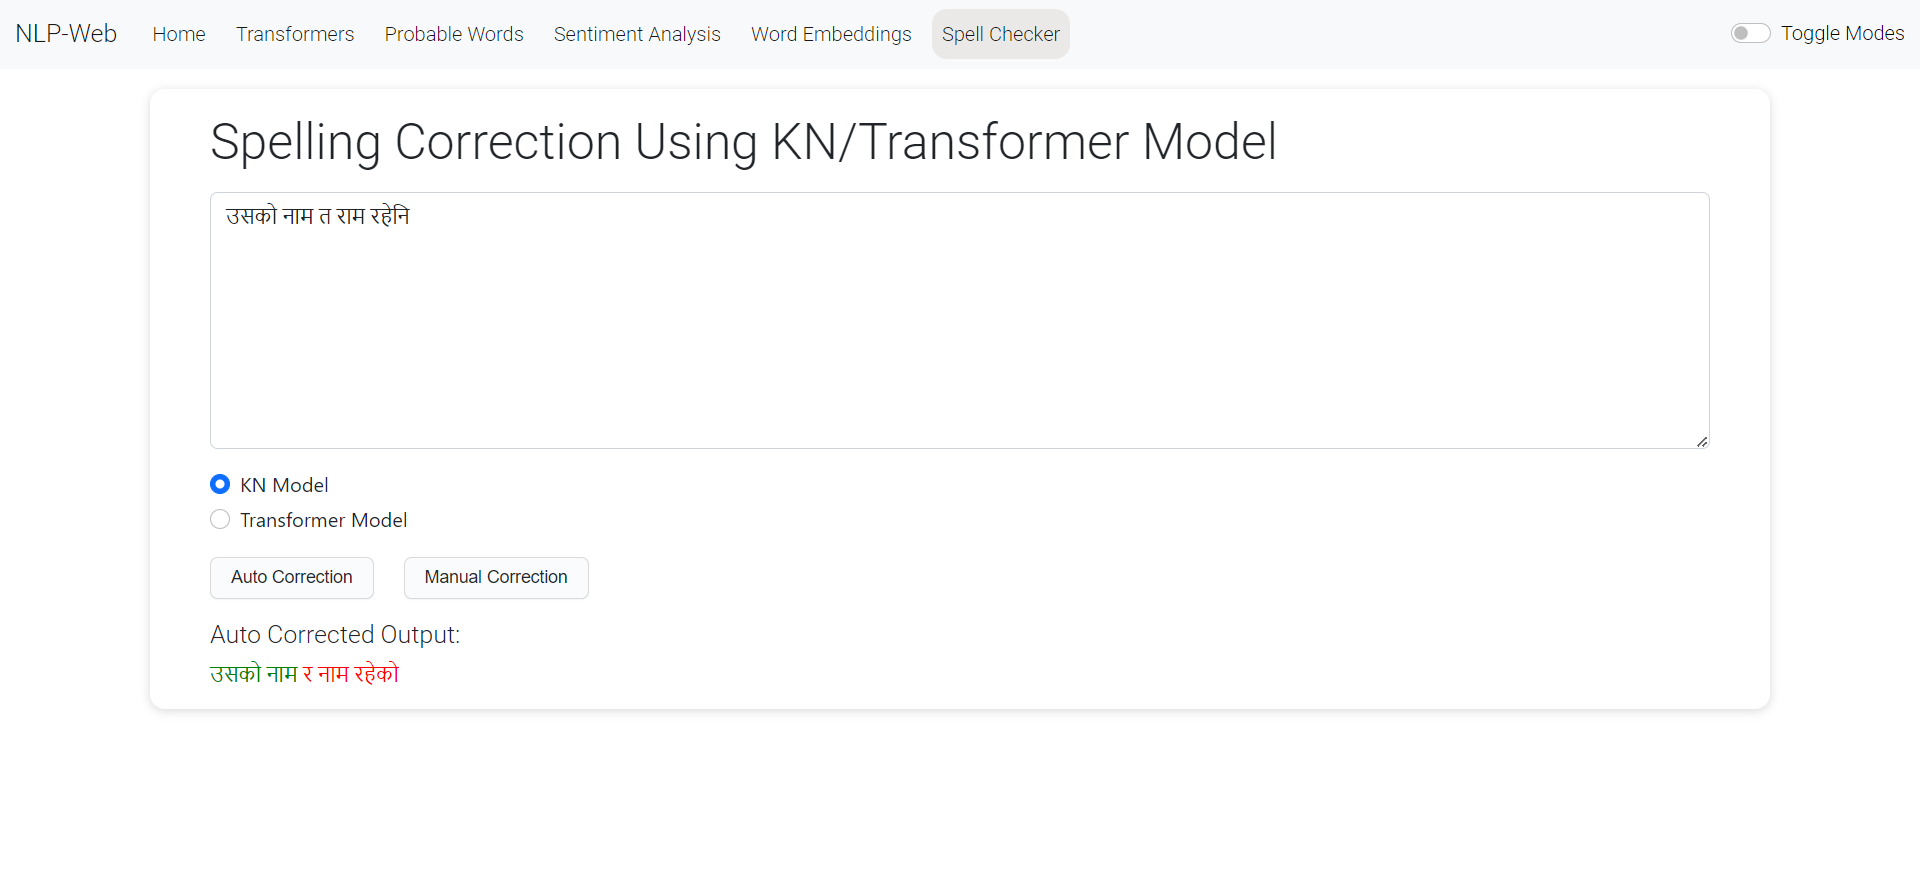 NLP-Web Home Transformers Probable Words Sentiment Analysis Word Embeddings Spell Checker Toggle Modes
Spelling Correction Using KN/Transformer Model
उसको नाम त राम रहेनि
KN Model
Transformer Model
Auto Correction Manual Correction
Auto Corrected Output:
उसको नाम र नाम रहेको